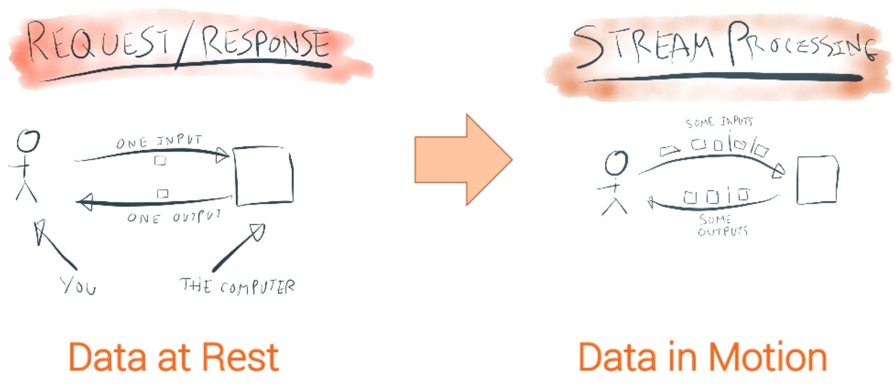 REQUEST/RESPONSE
ONE INPUT
ONE OUTPUT
YOU
THE COMPUTER
Data at Rest
STREAM PROCESSING
SOME INPUTS
SOME
OUTPUTS
Data in Motion